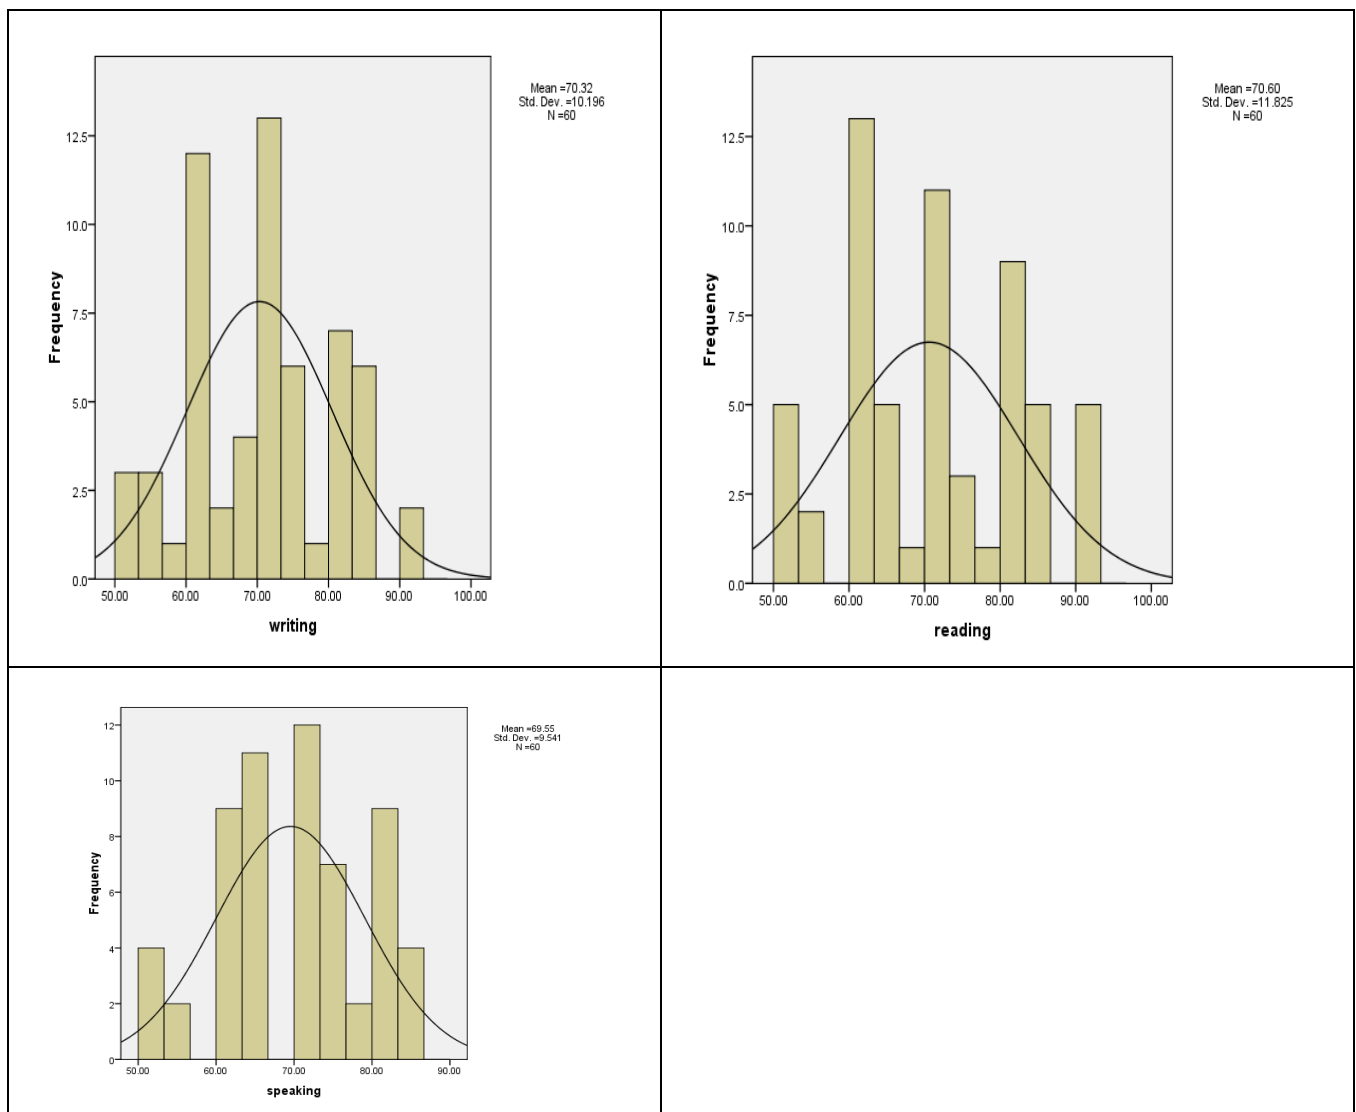 Mean =70.32
Std. Dev. =10.196
N =60
12.5
10.0
7.5
5.0
2.5
0.0
Frequency
50.00 60.00 70.00 80.00 90.00 100.00
writing
Mean =70.60
Std. Dev. =11.825
N =60
12.5
10.0
7.5
5.0
2.5
0.0
Frequency
50.00 60.00 70.00 80.00 90.00 100.00
reading
Mean =69.55
Std. Dev. =9.541
N =60
12
10
8
6
4
2
0
Frequency
50.00 60.00 70.00 80.00 90.00
speaking